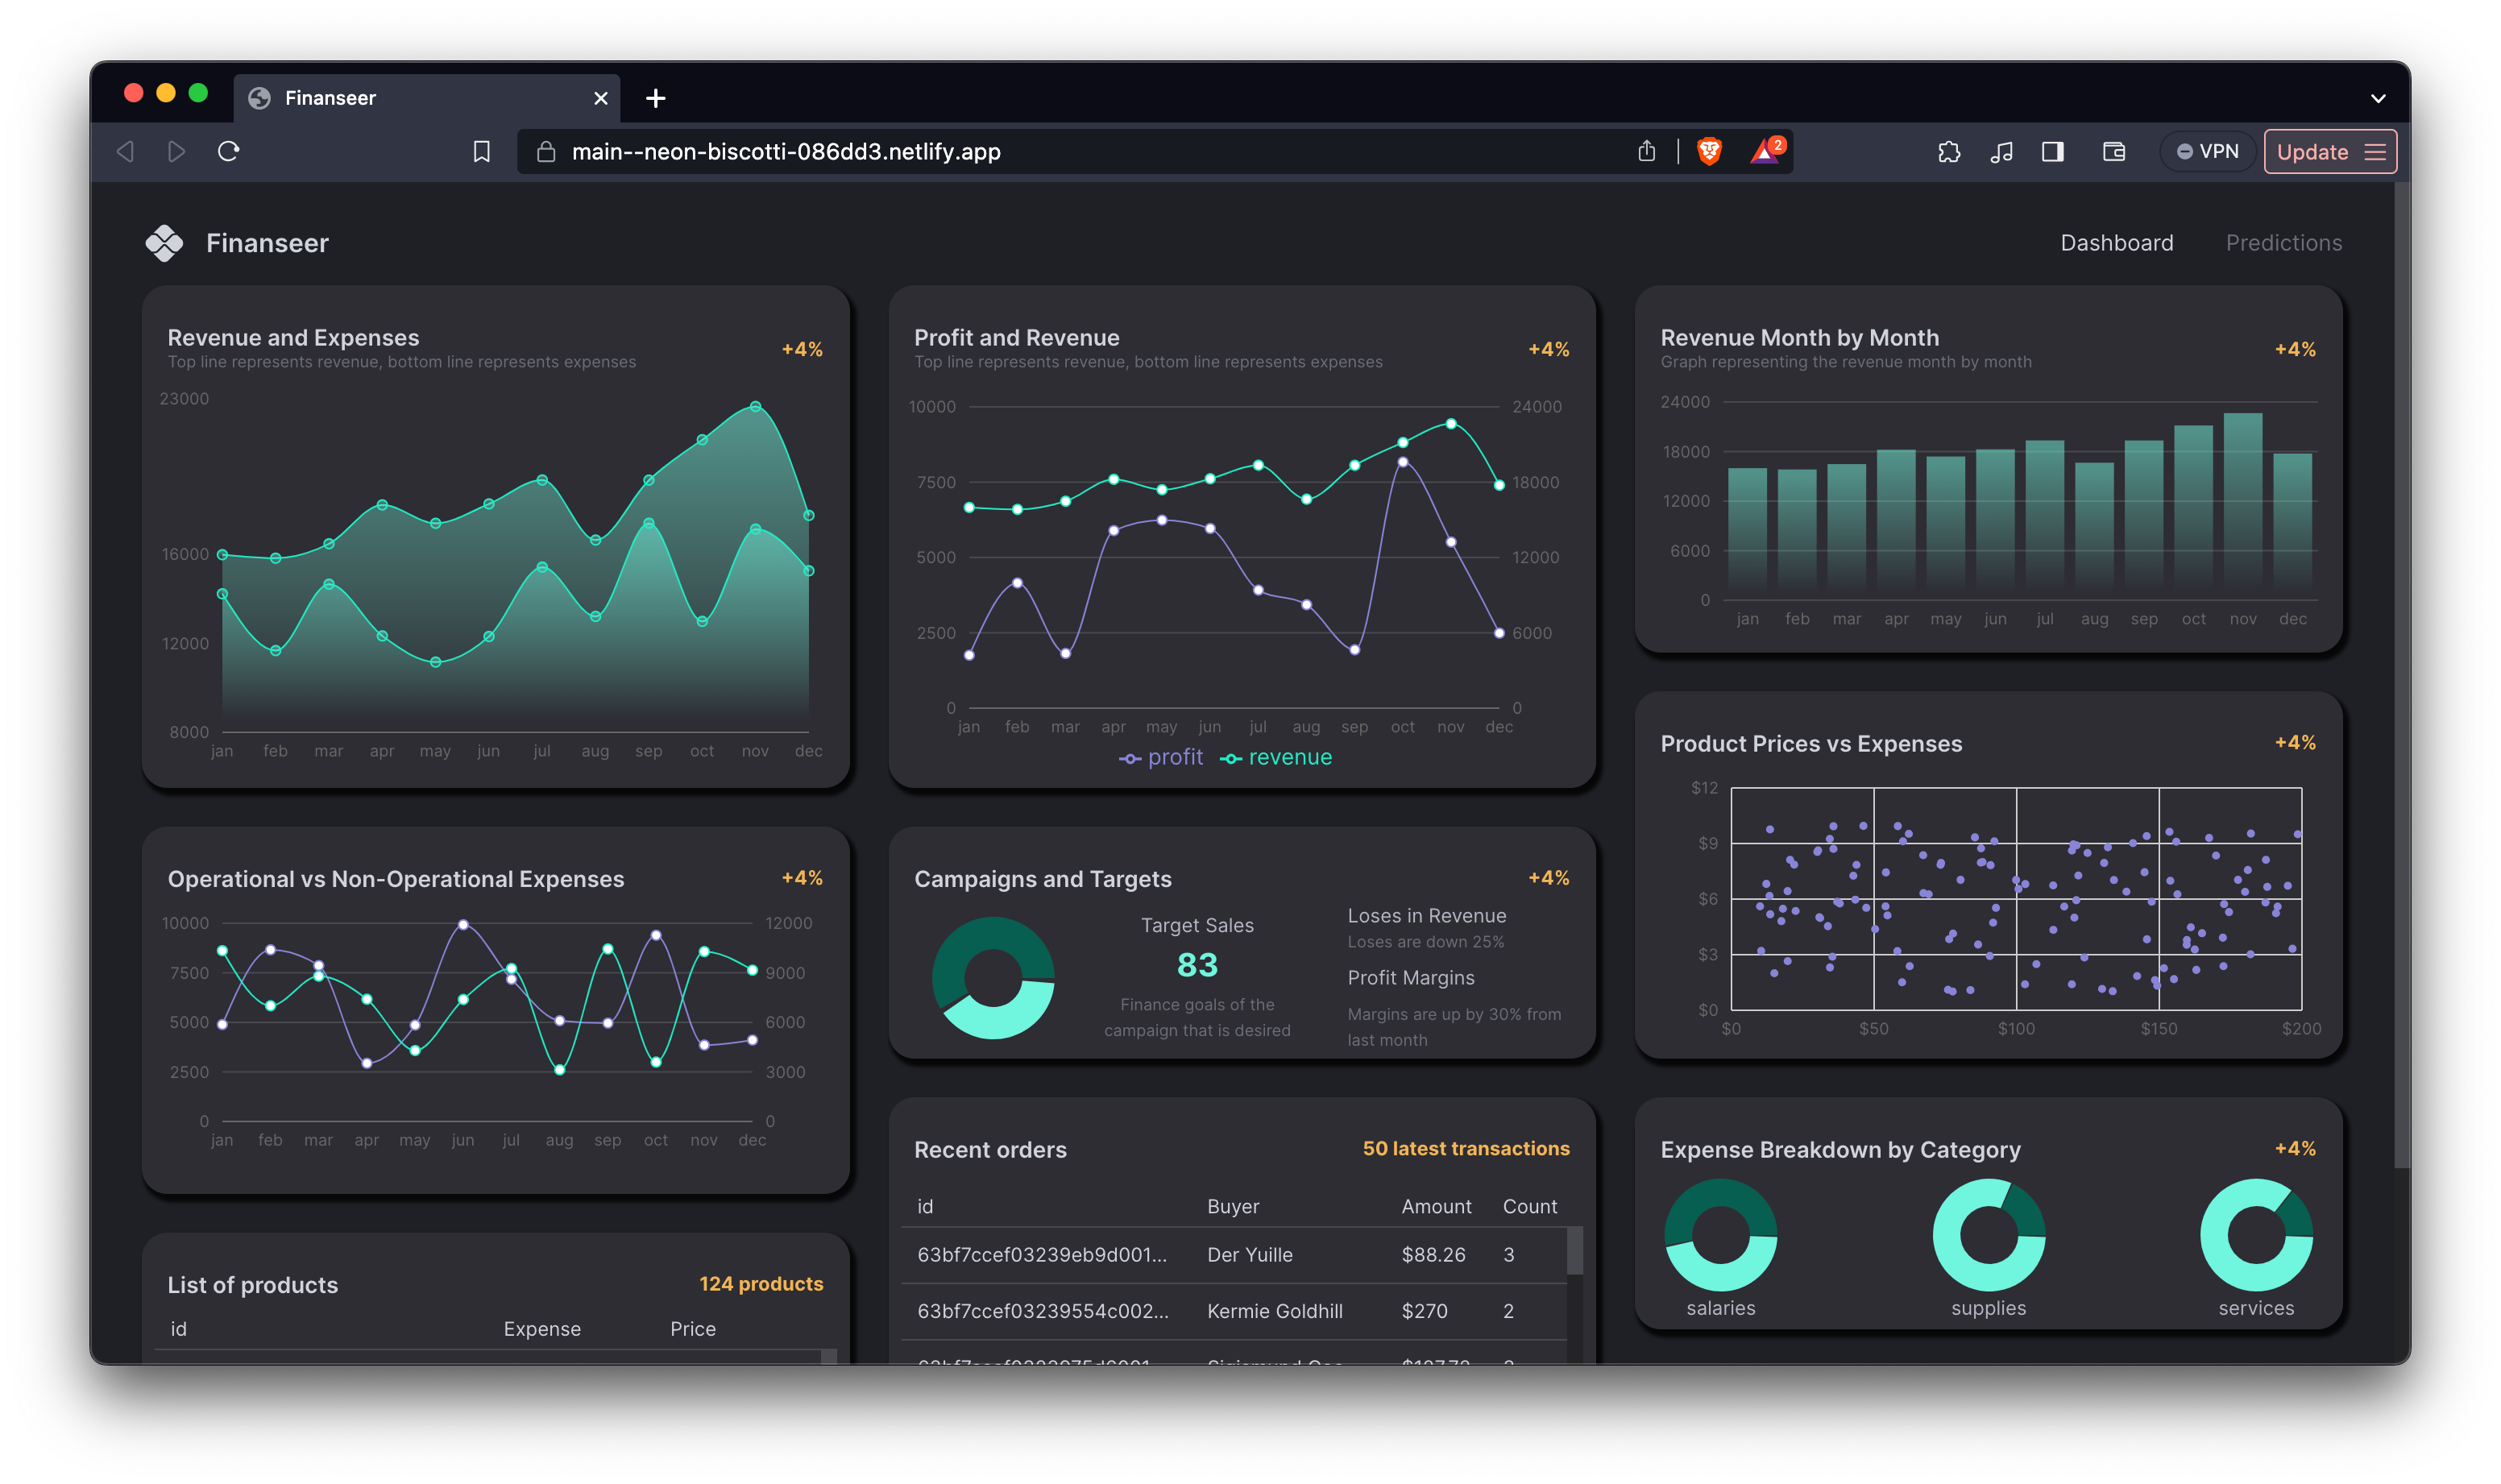 Finanseer
main--neon-biscotti-086dd3.netlify.app
2
VPN
Update
Finanseer
Dashboard
Predictions
Revenue and Expenses
+4%
Top line represents revenue, bottom line represents expenses
23000
16000
12000
8000
jan feb mar apr may jun jul aug sep oct nov dec
Profit and Revenue
+4%
Top line represents revenue, bottom line represents expenses
10000 24000
7500 18000
5000 12000
2500 6000
0 0
jan feb mar apr may jun jul aug sep oct nov dec
profit revenue
Revenue Month by Month
+4%
Graph representing the revenue month by month
24000
18000
12000
6000
0
jan feb mar apr may jun jul aug sep oct nov dec
Operational vs Non-Operational Expenses
+4%
10000 12000
7500 9000
5000 6000
2500 3000
0 0
jan feb mar apr may jun jul aug sep oct nov dec
Campaigns and Targets
+4%
Target Sales
83
Finance goals of the
campaign that is desired
Loses in Revenue
Loses are down 25%
Profit Margins
Margins are up by 30% from
last month
Product Prices vs Expenses
+4%
$12
$9
$6
$3
$0
$0 $50 $100 $150 $200
List of products
124 products
id Expense Price
Recent orders
50 latest transactions
id Buyer Amount Count
63bf7ccef03239eb9d001... Der Yuille $88.26 3
63bf7ccef03239554c002... Kermie Goldhill $270 2
Expense Breakdown by Category
+4%
salaries supplies services